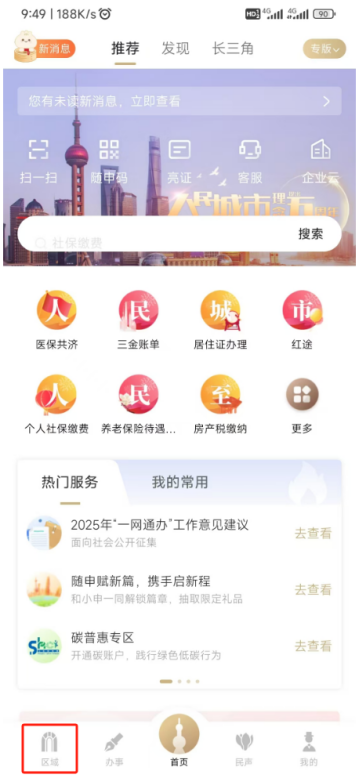 9:49 | 188K/s HD 4G 4G 90
新消息 推荐 发现 长三角 专版
您有未读新消息，立即查看
扫一扫 随申码 亮证 客服 企业云
人民城市理念五周年
社保缴费 搜索
人 民 城 市
医保共济 三金账单 居住证办理 红途
人 民 至
个人社保缴费 养老保险待遇... 房产税缴纳 更多
热门服务 我的常用
2025年“一网通办”工作意见建议
面向社会公开征集
去查看
随申赋新篇，携手启新程
和小申一同解锁篇章，抽取限定礼品
去查看
碳普惠专区
开通碳账户，践行绿色低碳行为
去查看
区域 办事 首页 民声 我的